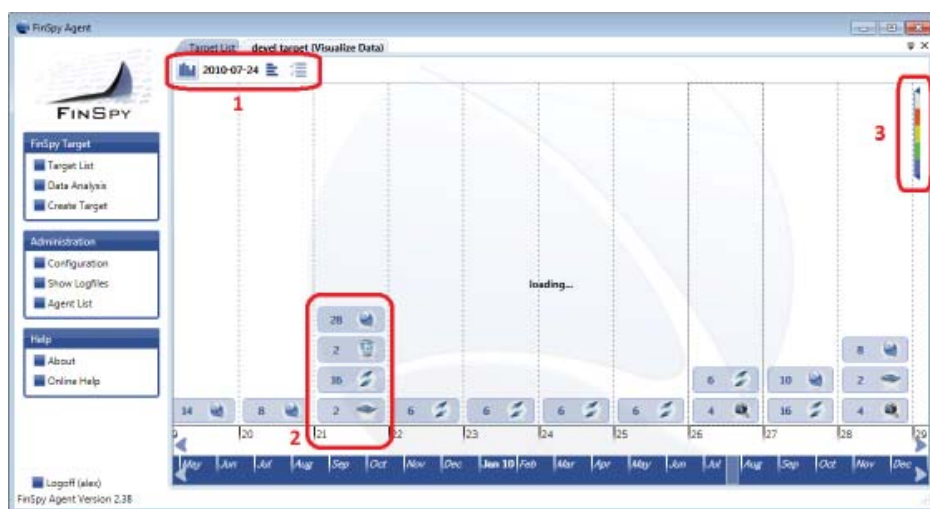 FinSpy Agent
Target List devel target (Visualize Data)
2010-07-24
1
3
FINSPY
FinSpy Target
Target List
Data Analysis
Create Target
Administration
Configuration
Show Logfiles
Agent List
loading...
28
Help
2
8
About
Online Help
36
6
10
2
14
8
2
6
6
6
6
4
16
4
2
9 20 21 22 23 24 25 26 27 28 29
May Jun Jul Aug Sep Oct Nov Dec Jan 10 Feb Mar Apr May Jun Jul Aug Sep Oct Nov Dec
Logoff (alex)
FinSpy Agent Version 2.38